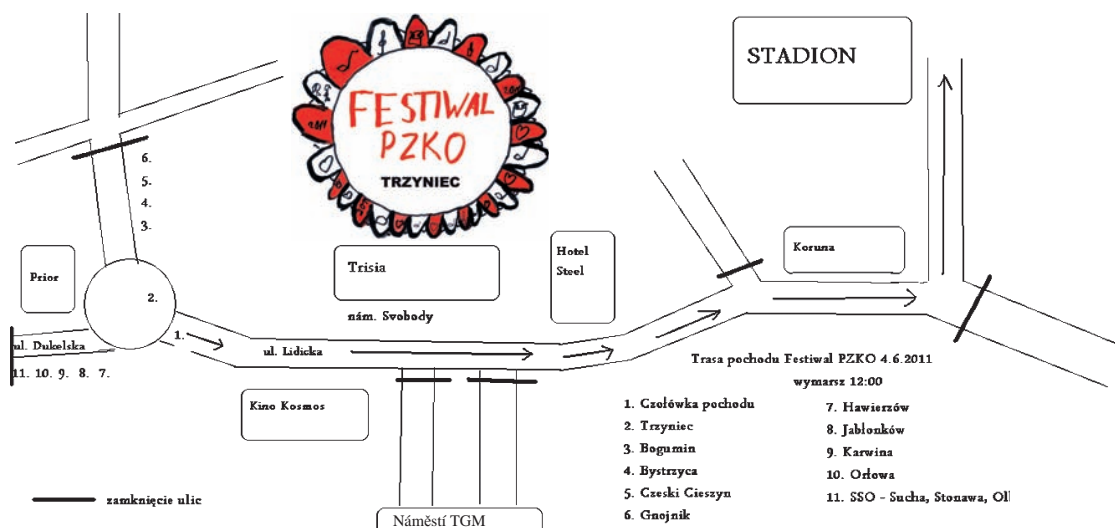 STADION
FESTIWAL
PZKO
TRZYNIEC
2011
2011
6.
5.
4.
3.
Prior
2.
Trisia
nám. Svobody
Hotel
Steel
Koruna
ul. Dukelska
1.
ul. Lidicka
11. 10. 9. 8. 7.
Kino Kosmos
Náměstí TGM
zamknięcie ulic
Trasa pochodu Festiwal PZKO 4.6.2011
wymarsz 12:00
1. Czołówka pochodu
2. Trzyniec
3. Bogumin
4. Bystrzyca
5. Czeski Cieszyn
6. Gnojnik
7. Hawierzów
8. Jabłonków
9. Karwina
10. Orłowa
11. SSO - Sucha, Stonawa, Oll